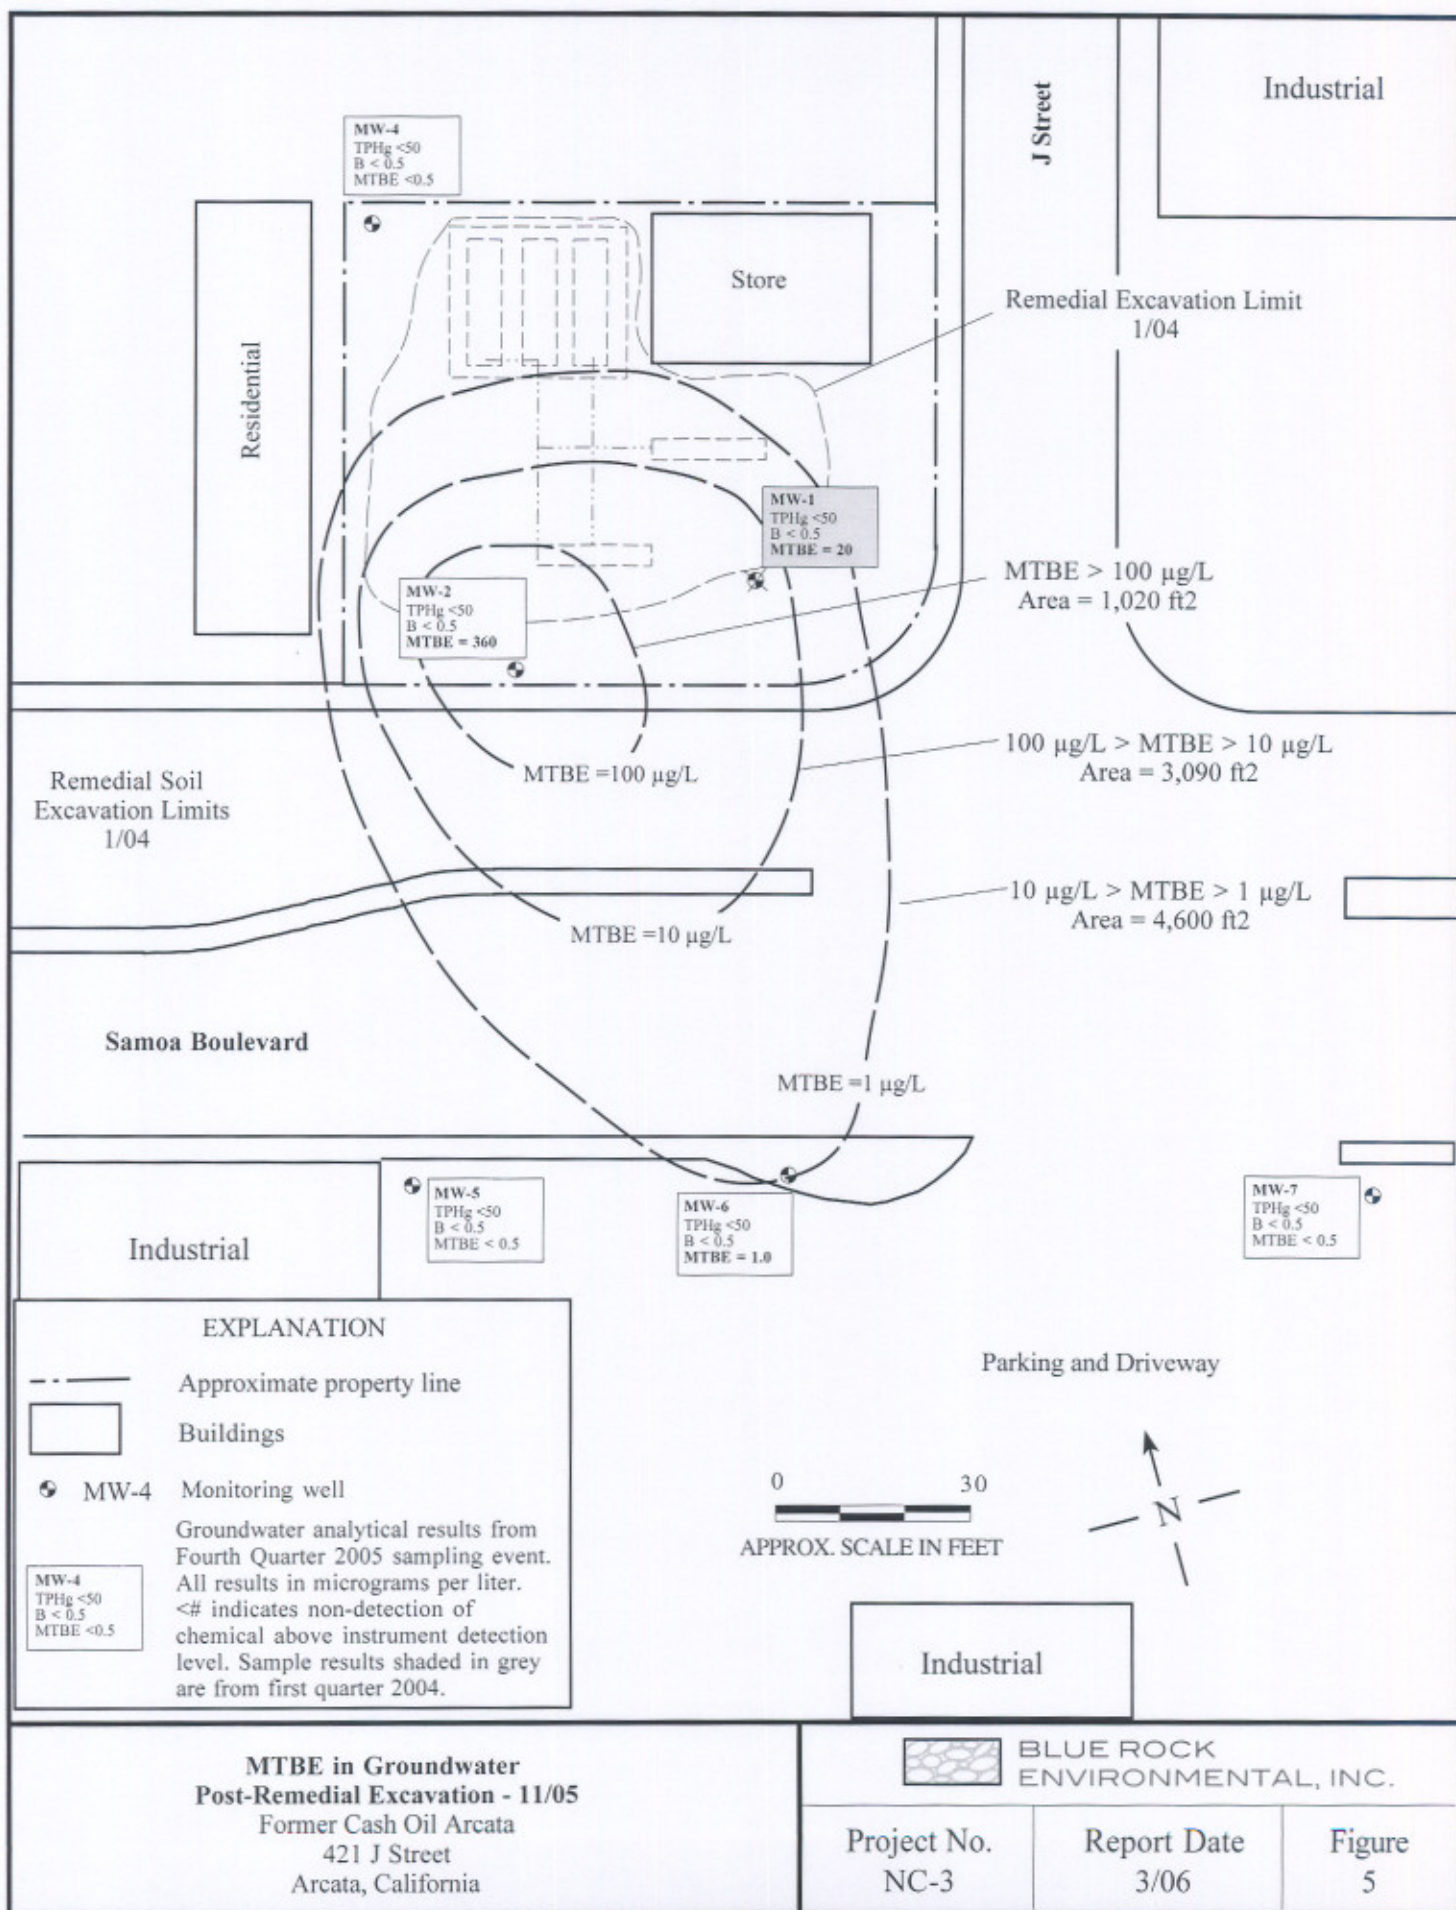 MW-4
TPHg <50
B < 0.5
MTBE <0.5
J Street
Industrial
Store
Residential
Remedial Excavation Limit
1/04
MW-1
TPHg <50
B < 0.5
MTBE = 20
MW-2
TPHg <50
B < 0.5
MTBE = 360
MTBE > 100 µg/L
Area = 1,020 ft2
MTBE =100 µg/L
100 µg/L > MTBE > 10 µg/L
Area = 3,090 ft2
Remedial Soil
Excavation Limits
1/04
10 µg/L > MTBE > 1 µg/L
Area = 4,600 ft2
MTBE =10 µg/L
Samoa Boulevard
MTBE =1 µg/L
MW-5
TPHg <50
B < 0.5
MTBE < 0.5
MW-6
TPHg <50
B < 0.5
MTBE = 1.0
MW-7
TPHg <50
B < 0.5
MTBE < 0.5
Industrial
EXPLANATION
Approximate property line
Buildings
MW-4 Monitoring well
MW-4
TPHg <50
B < 0.5
MTBE <0.5
Groundwater analytical results from
Fourth Quarter 2005 sampling event.
All results in micrograms per liter.
<# indicates non-detection of
chemical above instrument detection
level. Sample results shaded in grey
are from first quarter 2004.
Parking and Driveway
0 30
APPROX. SCALE IN FEET
N
Industrial
MTBE in Groundwater
Post-Remedial Excavation - 11/05
Former Cash Oil Arcata
421 J Street
Arcata, California
BLUE ROCK
ENVIRONMENTAL, INC.
Project No.
NC-3
Report Date
3/06
Figure
5